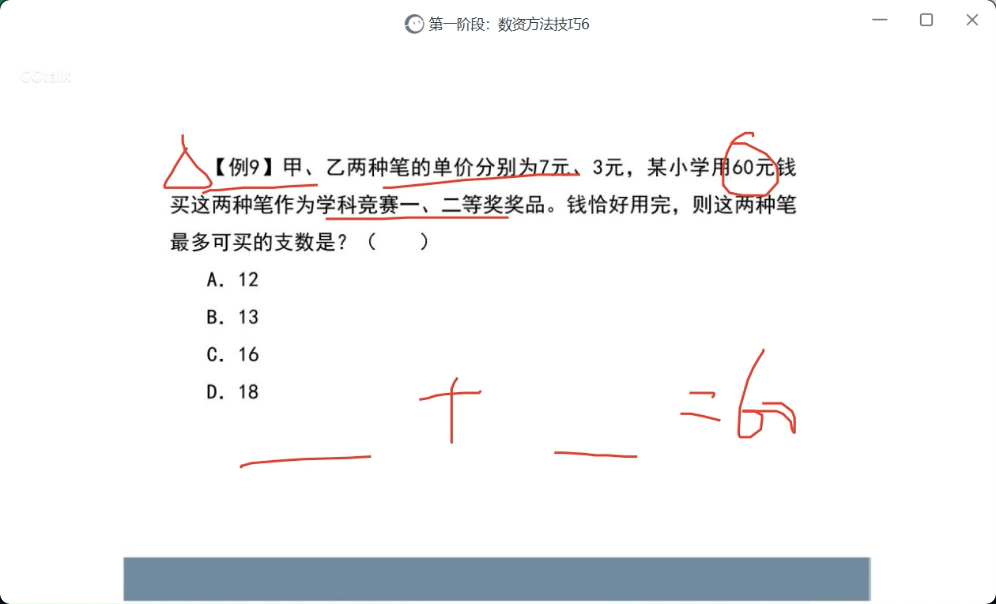 第一阶段：数资方法技巧6
CCtalk
【例9】甲、乙两种笔的单价分别为7元、3元，某小学用60元钱
买这两种笔作为学科竞赛一、二等奖奖品。钱恰好用完，则这两种笔
最多可买的支数是？（　　）
A. 12
B. 13
C. 16
D. 18
+ =60